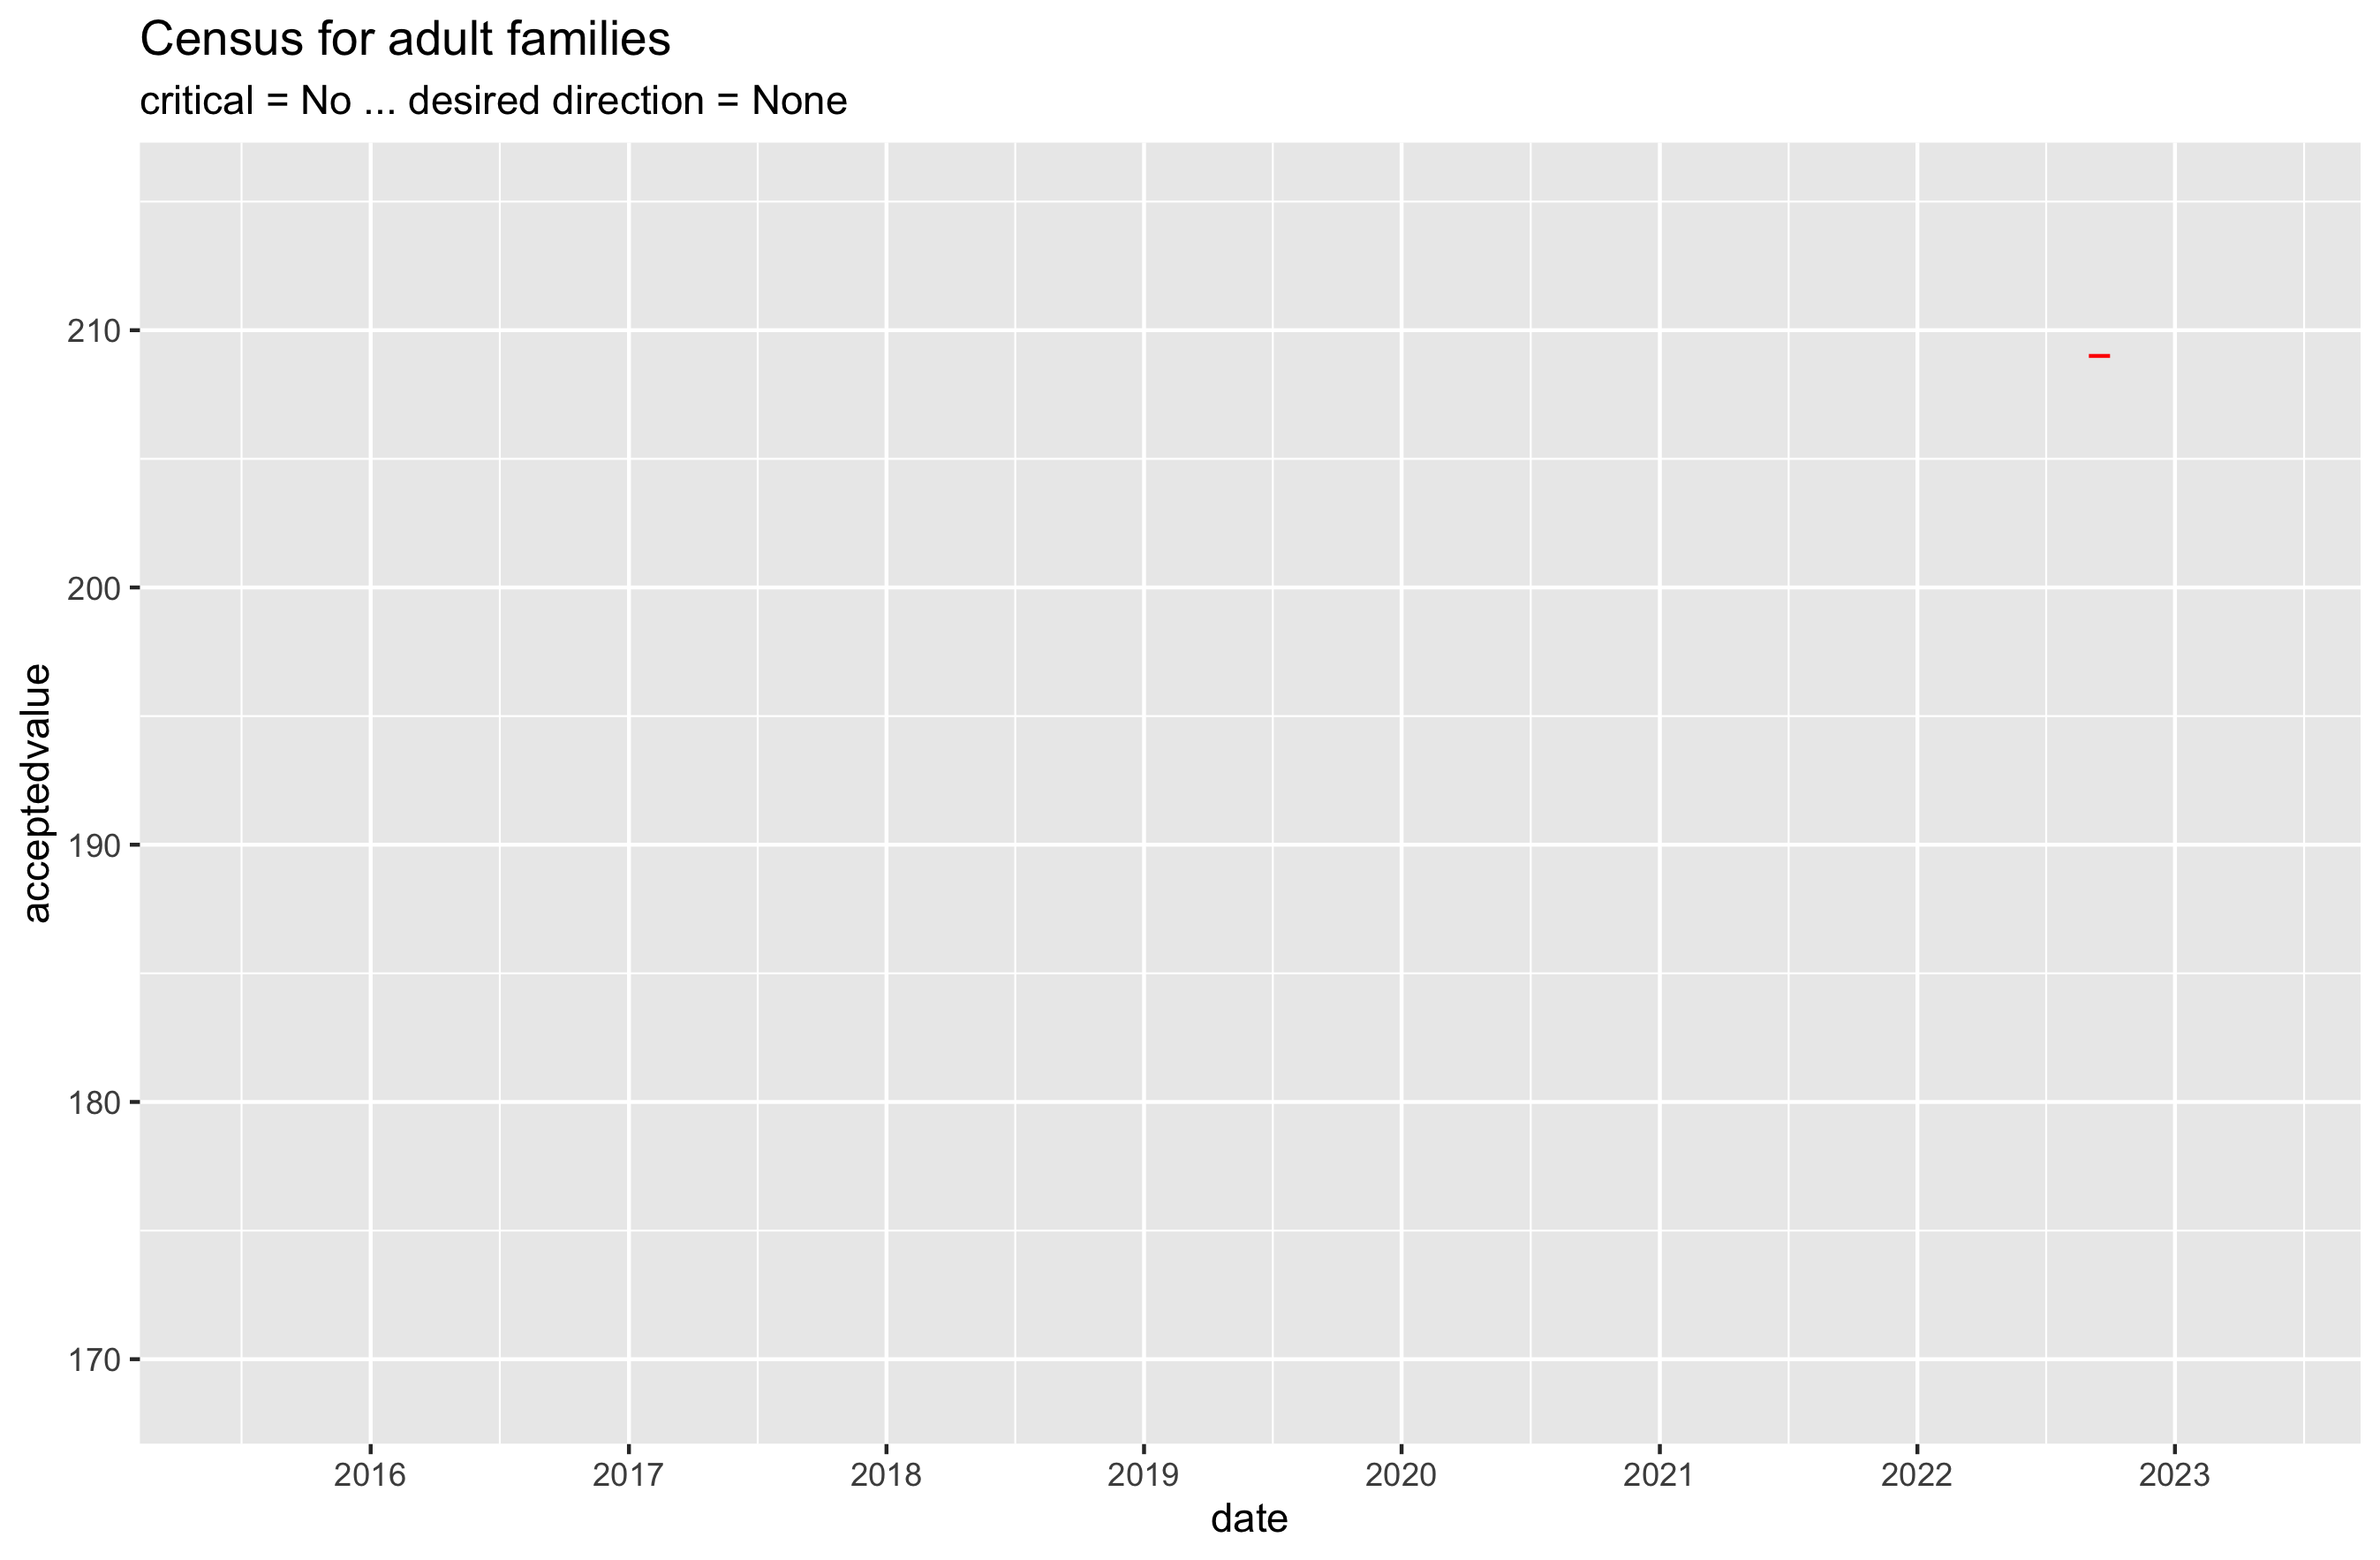 Census for adult families
critical = No ... desired direction = None
acceptedvalue
210
200
190
180
170
2016 2017 2018 2019 2020 2021 2022 2023
date